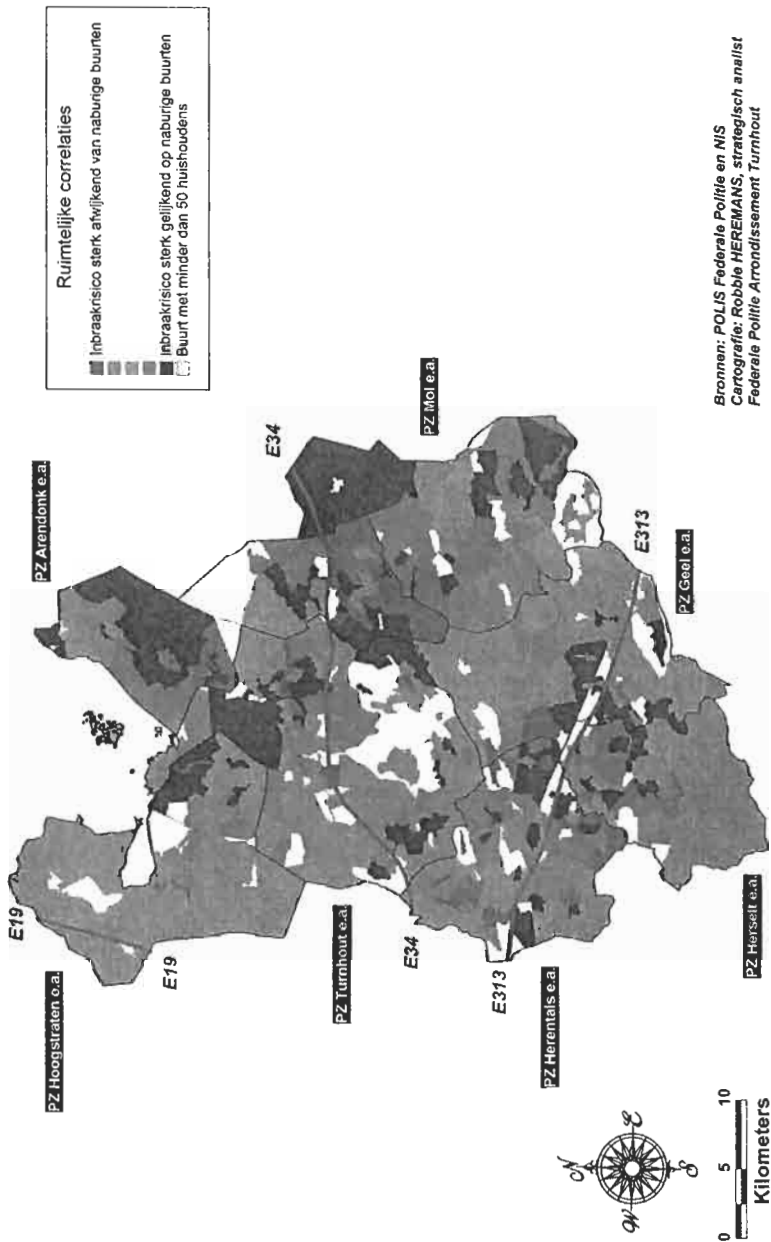 Ruimtelijke correlaties
Inbraakrisico sterk afwijkend van naburige buurten
Inbraakrisico sterk gelijkend op naburige buurten
Buurt met minder dan 50 huishoudens
PZ Hoogstraten e.a.
E19
E19
PZ Arendonk e.a.
PZ Turnhout e.a.
E34
E34
PZ Mol e.a.
E313
E313
PZ Herentals e.a.
PZ Geel e.a.
PZ Herselt e.a.
N
W
E
S
0 5 10
Kilometers
Bronnen: POLIS Federale Politie en NIS
Cartografie: Robbie HEREMANS, strategisch analist
Federale Politie Arrondissement Turnhout